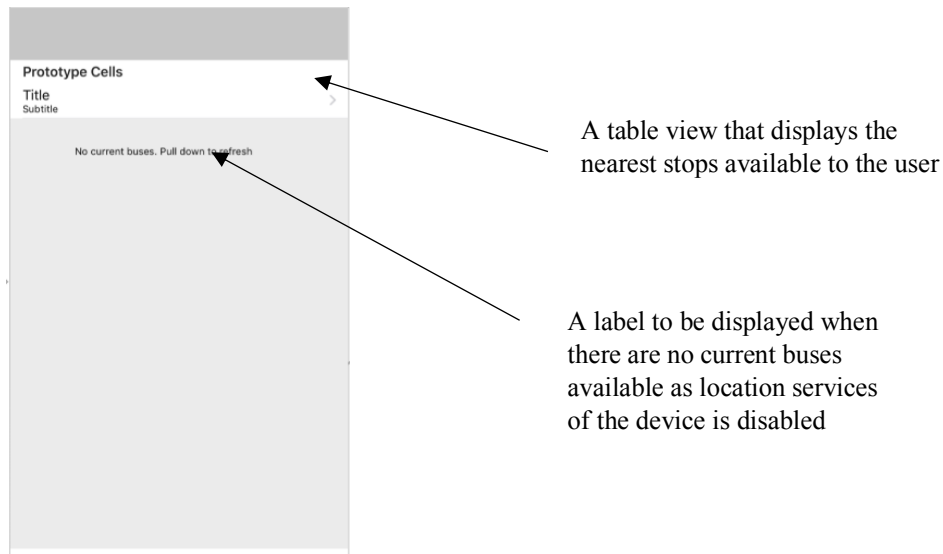 Prototype Cells
Title
Subtitle
No current buses. Pull down to refresh
A table view that displays the
nearest stops available to the user
A label to be displayed when
there are no current buses
available as location services
of the device is disabled